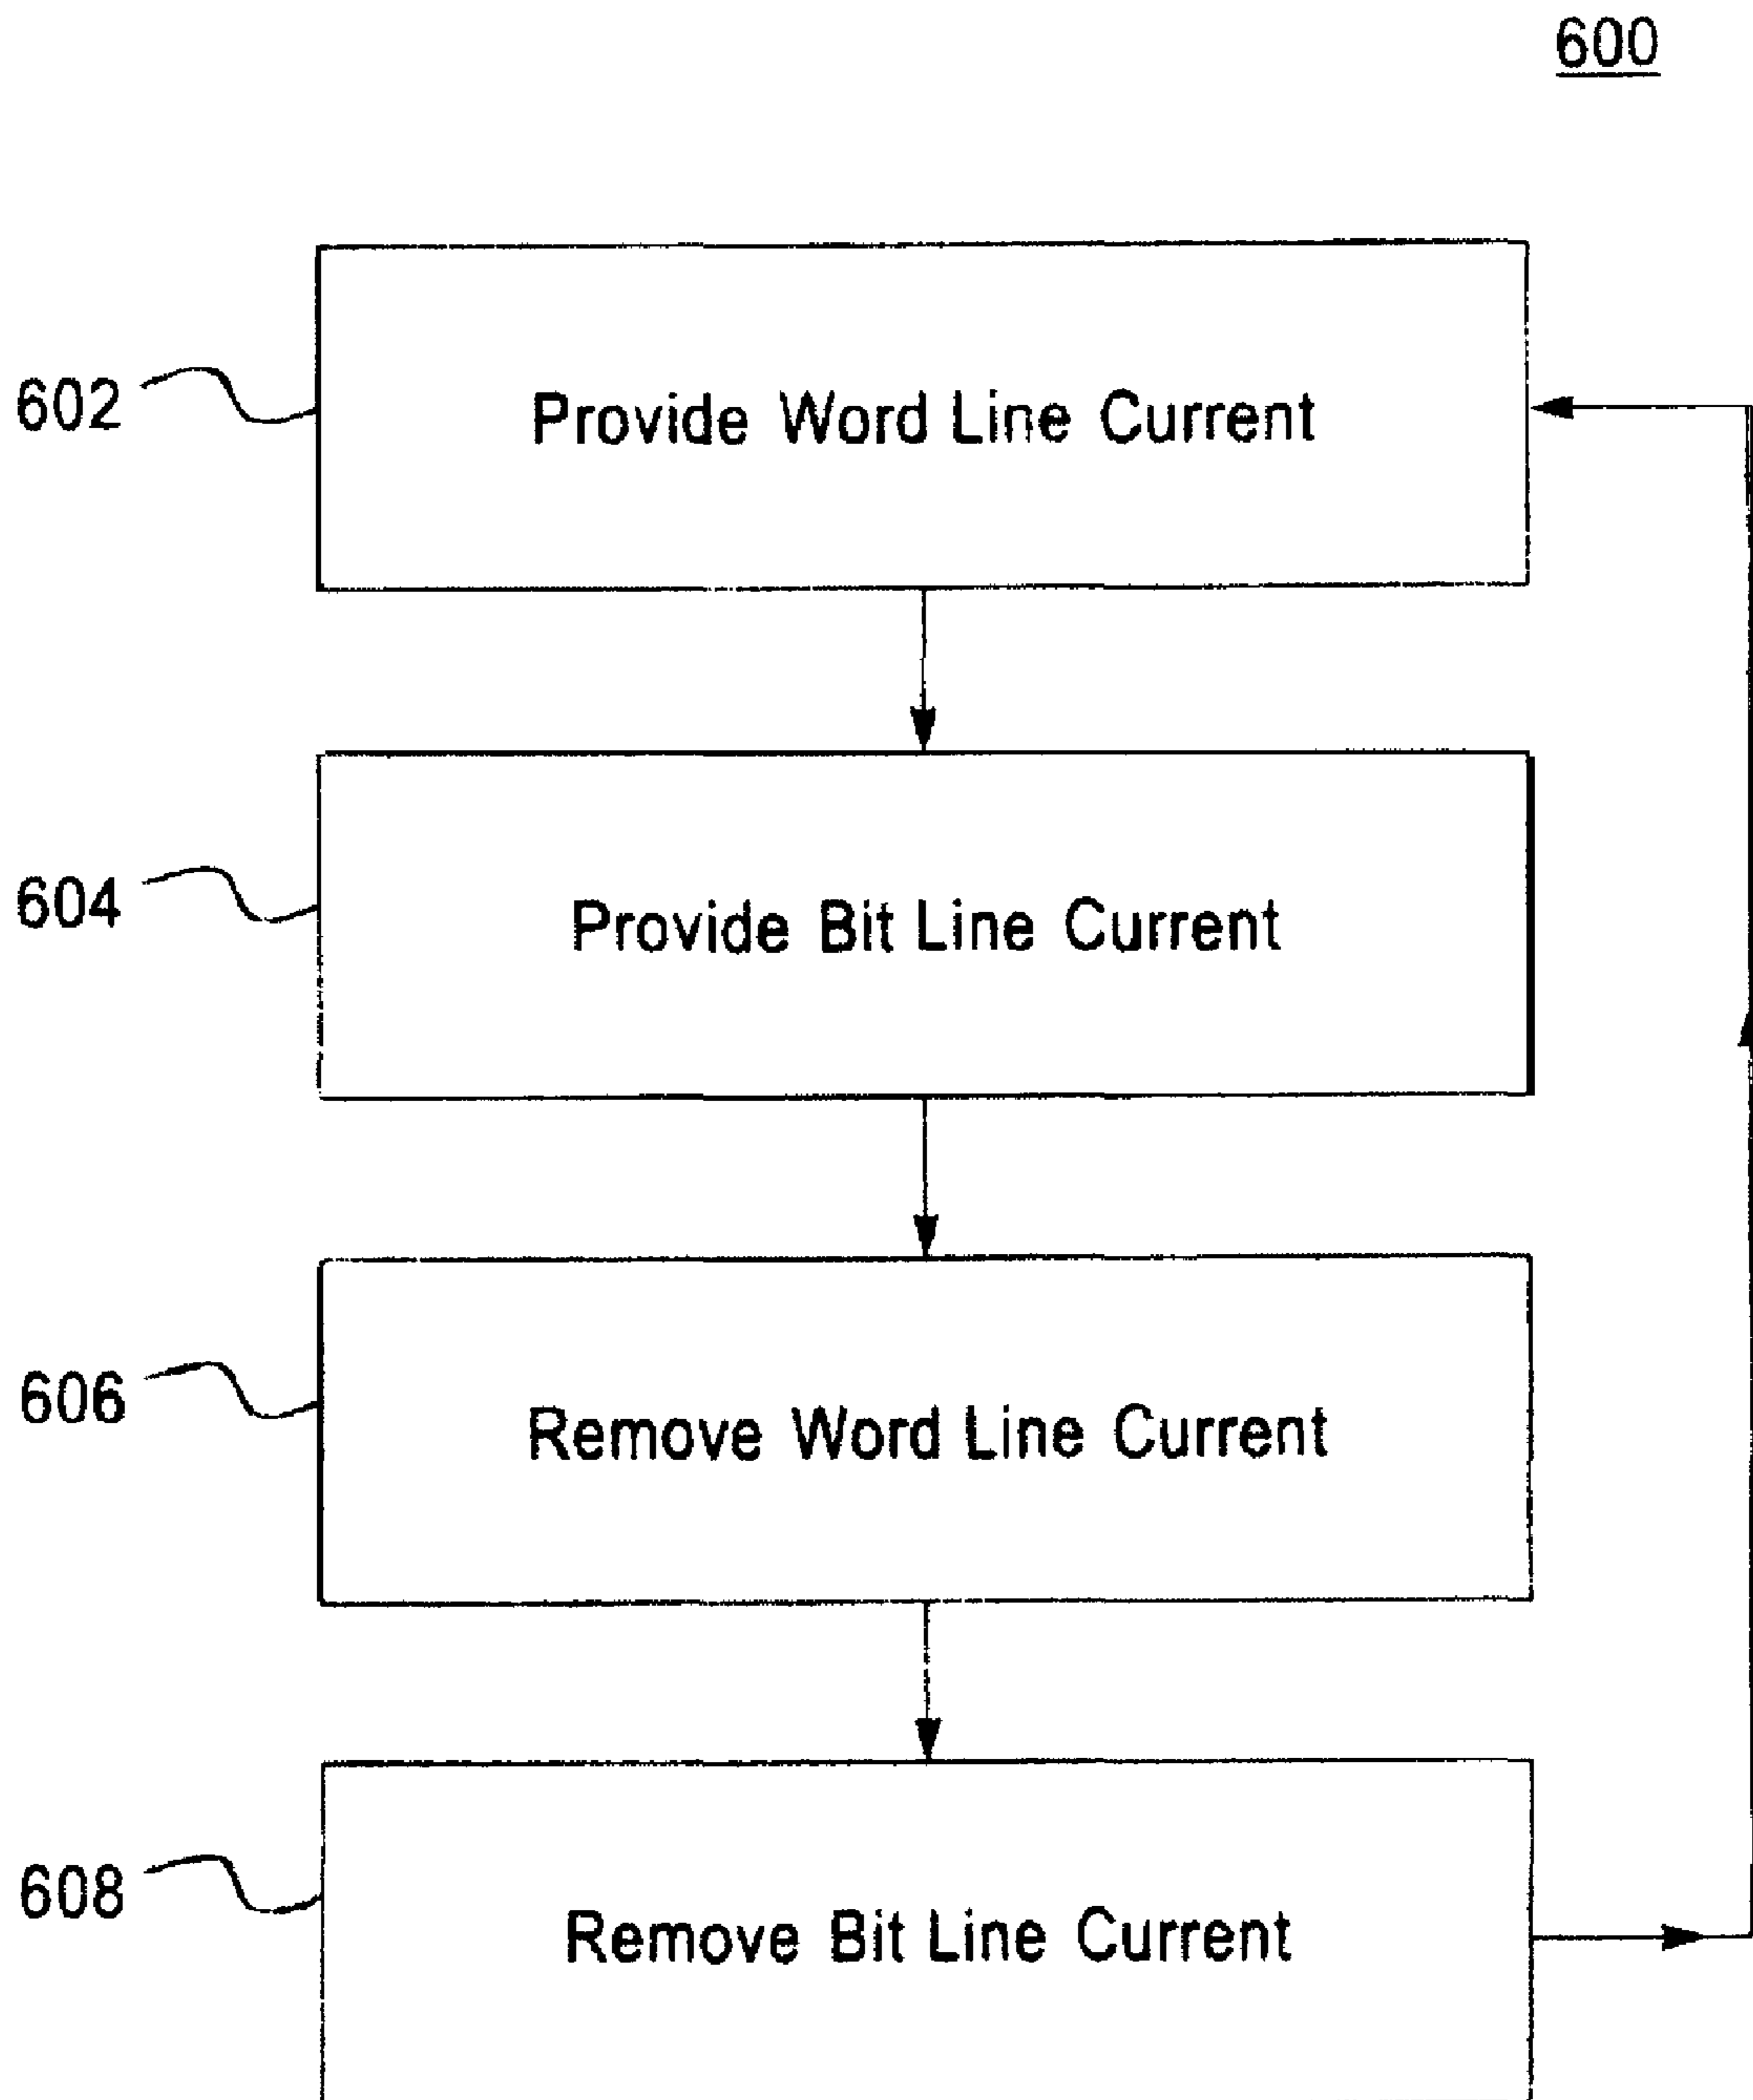 600
602
Provide Word Line Current
604
Provide Bit Line Current
606
Remove Word Line Current
608
Remove Bit Line Current